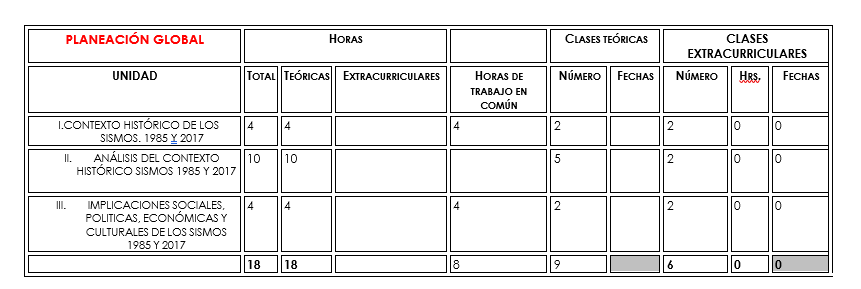 PLANEACIÓN GLOBAL HORAS CLASES TEÓRICAS CLASES
EXTRACURRICULARES
UNIDAD TOTAL TEÓRICAS EXTRACURRICULARES HORAS DE NÚMERO FECHAS NÚMERO HRS. FECHAS
TRABAJO EN
COMÚN
I.CONTEXTO HISTÓRICO DE LOS 4 4 4 2 2 0 0
SISMOS. 1985 Y 2017
II. ANÁLISIS DEL CONTEXTO 10 10 5 2 0 0
HISTÓRICO SISMOS 1985 Y 2017
III. IMPLICACIONES SOCIALES, 4 4 4 2 2 0 0
POLITICAS, ECONÓMICAS Y
CULTURALES DE LOS SISMOS
1985 Y 2017
18 18 8 9 6 0 0